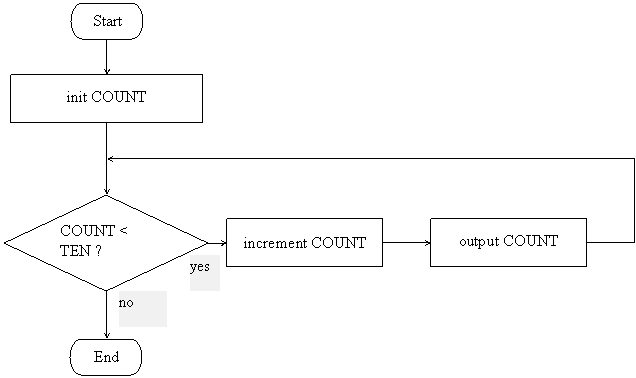 Start
init COUNT
COUNT <
TEN ?
yes
increment COUNT
output COUNT
no
End